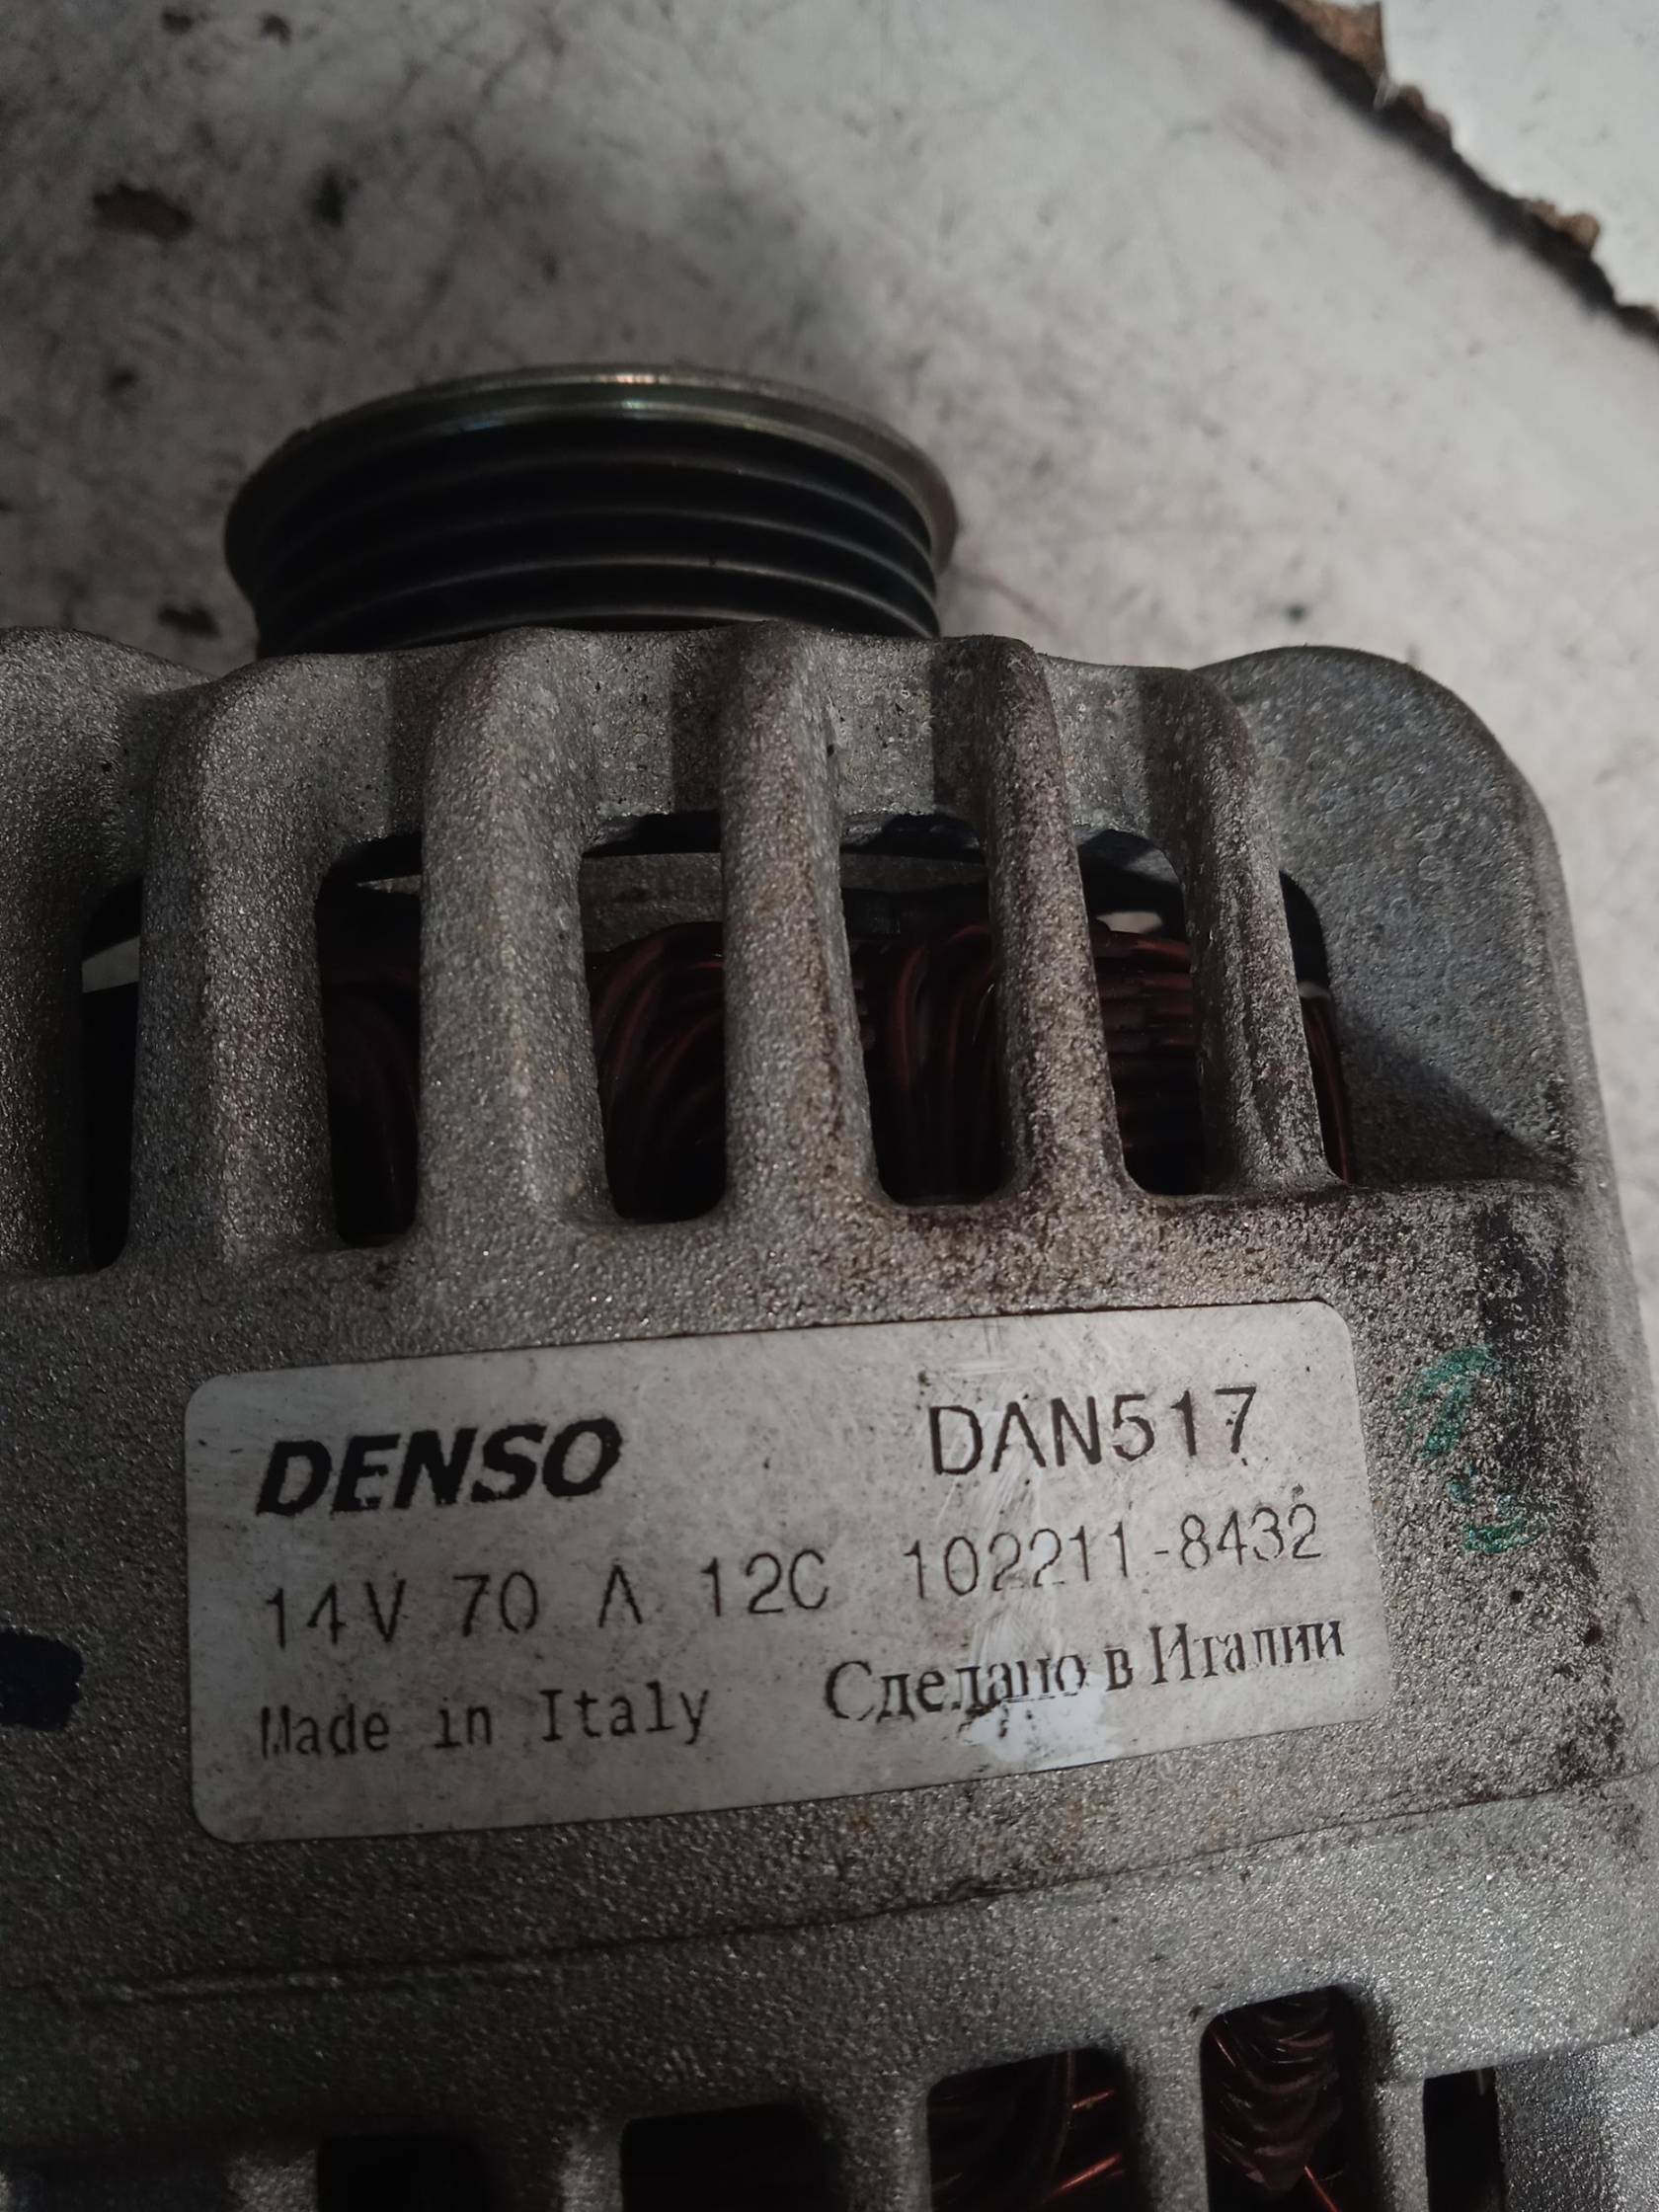 DENSO DAN517
14V 70 A 12C 102211-8432
Made in Italy Сделано в Италии